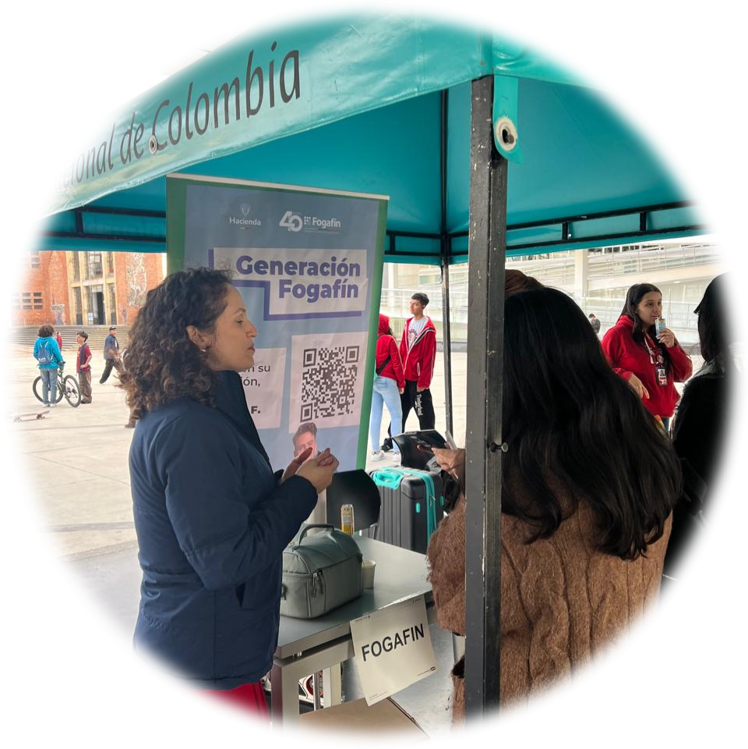 onal de Colombia
Hacienda
40 Fogafín
Generación
Fogafín
n su
ón,
F.
FOGAFIN